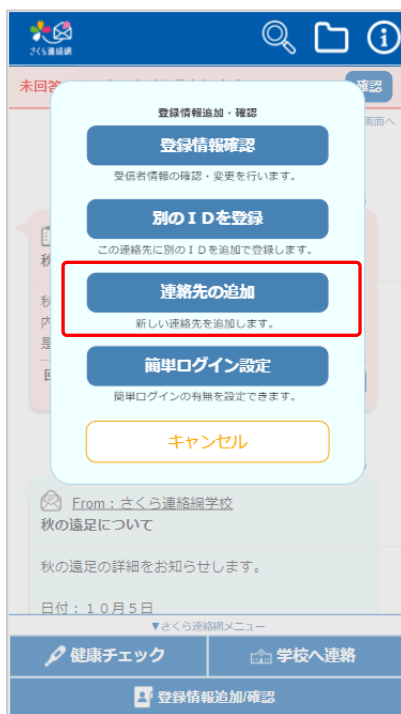 さくら連絡網
未回答
確認
画面へ
登録情報追加・確認
登録情報確認
受信者情報の確認・変更を行います。
別のＩＤを登録
この連絡先に別のＩＤを追加で登録します。
連絡先の追加
新しい連絡先を追加します。
簡単ログイン設定
簡単ログインの有無を設定できます。
キャンセル
From：さくら連絡網学校
秋の遠足について
秋の遠足の詳細をお知らせします。
日付：１０月５日
▼さくら連絡網メニュー
健康チェック
学校へ連絡
登録情報追加/確認